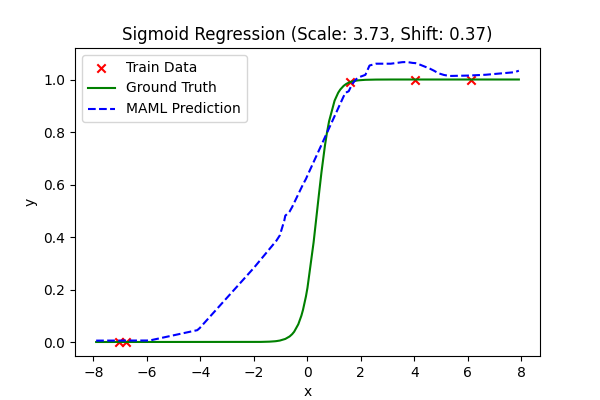 Sigmoid Regression (Scale: 3.73, Shift: 0.37)
Train Data
Ground Truth
MAML Prediction
1.0
0.8
0.6
0.4
0.2
0.0
y
−8 −6 −4 −2 0 2 4 6 8
x